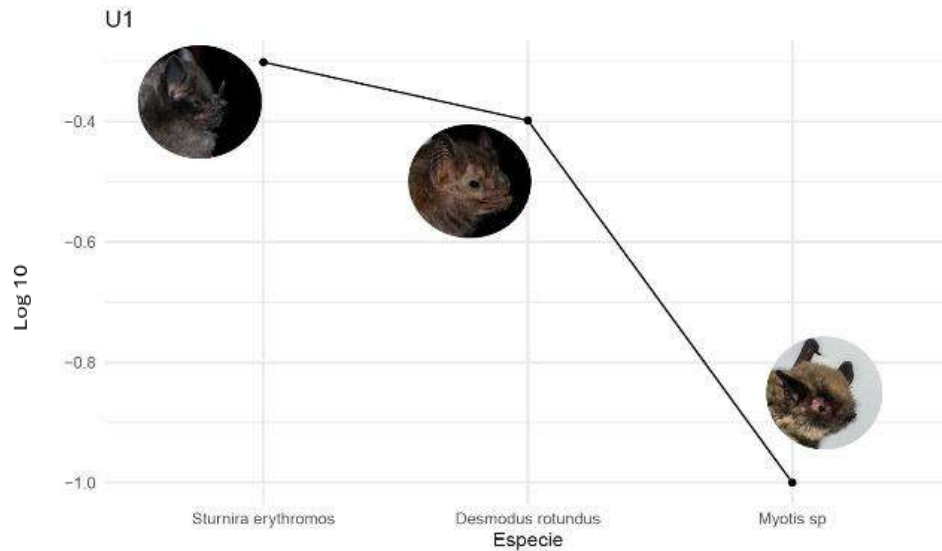 U1
Log 10
−0.4
−0.6
−0.8
−1.0
Sturnira erythromos
Desmodus rotundus
Myotis sp
Especie